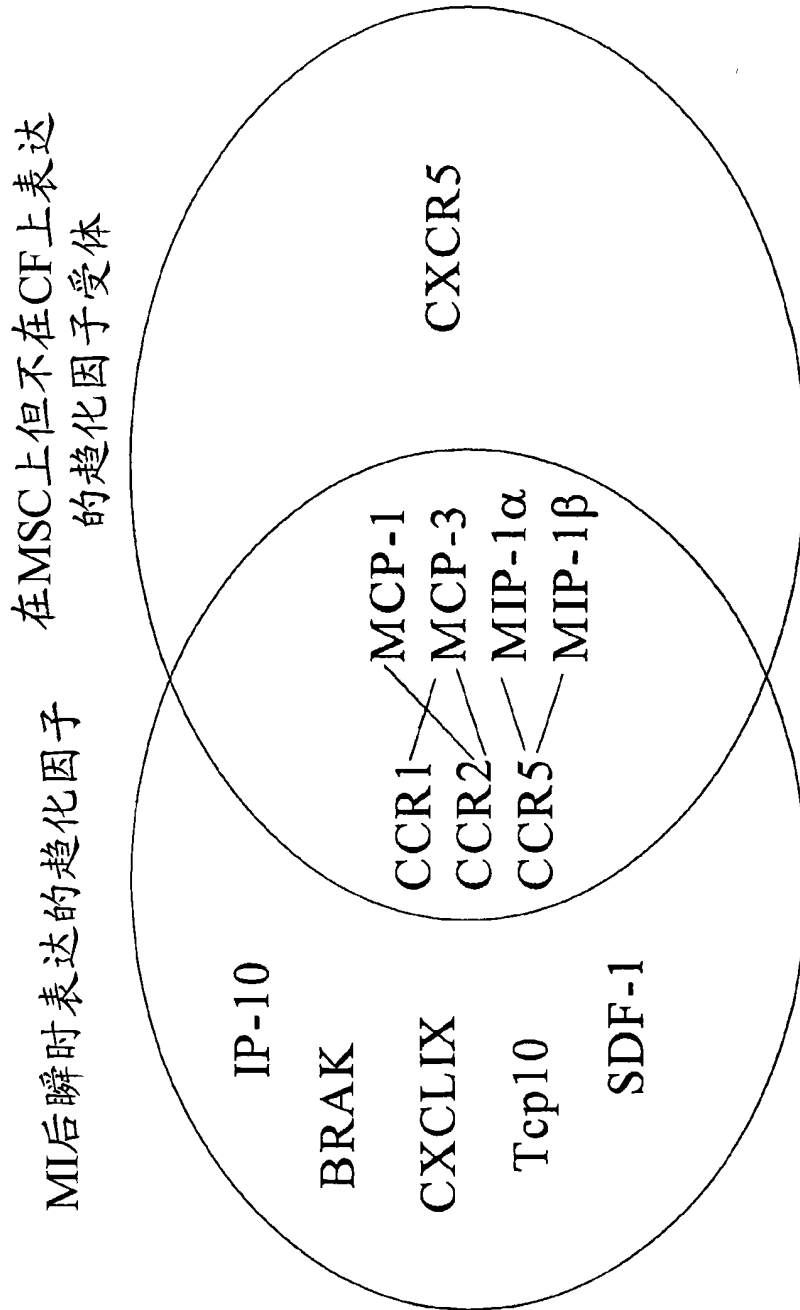 MI后瞬时表达的趋化因子
在MSC上但不在CF上表达
的趋化因子受体
IP-10
BRAK
CXCLIX
Tcp10
SDF-1
CCR1
CCR2
CCR5
MCP-1
MCP-3
MIP-1α
MIP-1β
CXCR5